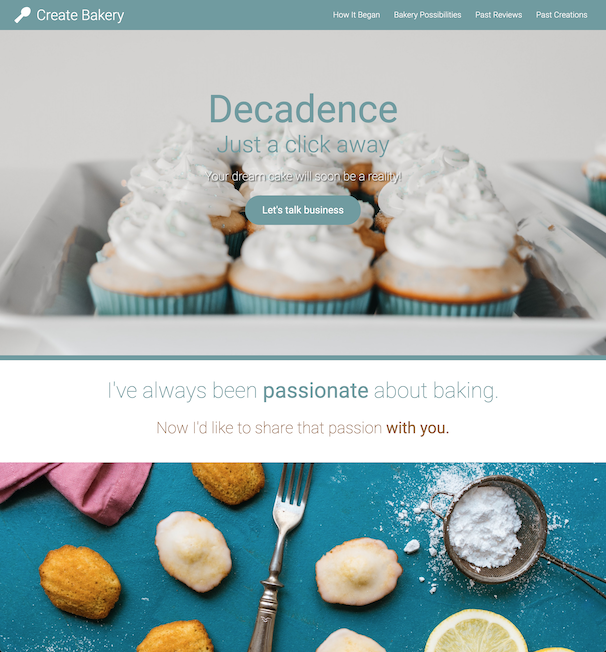 Create Bakery
How It Began
Bakery Possibilities
Past Reviews
Past Creations
Decadence
Just a click away
Your dream cake will soon be a reality!
Let's talk business
I've always been passionate about baking.
Now I'd like to share that passion with you.